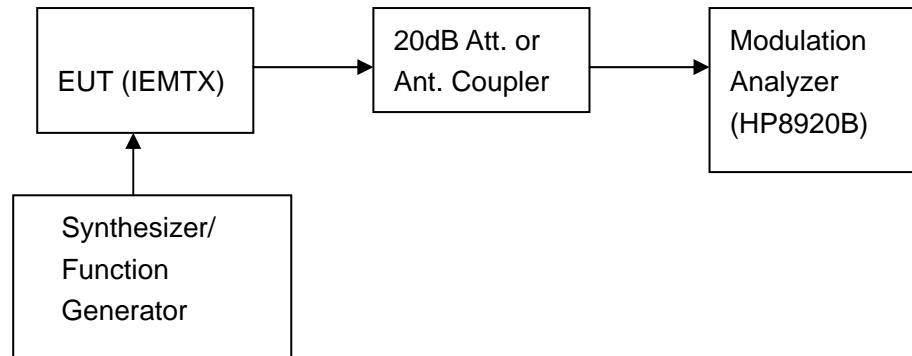 EUT (IEMTX)
20dB Att. or
Ant. Coupler
Modulation
Analyzer
(HP8920B)
Synthesizer/
Function
Generator